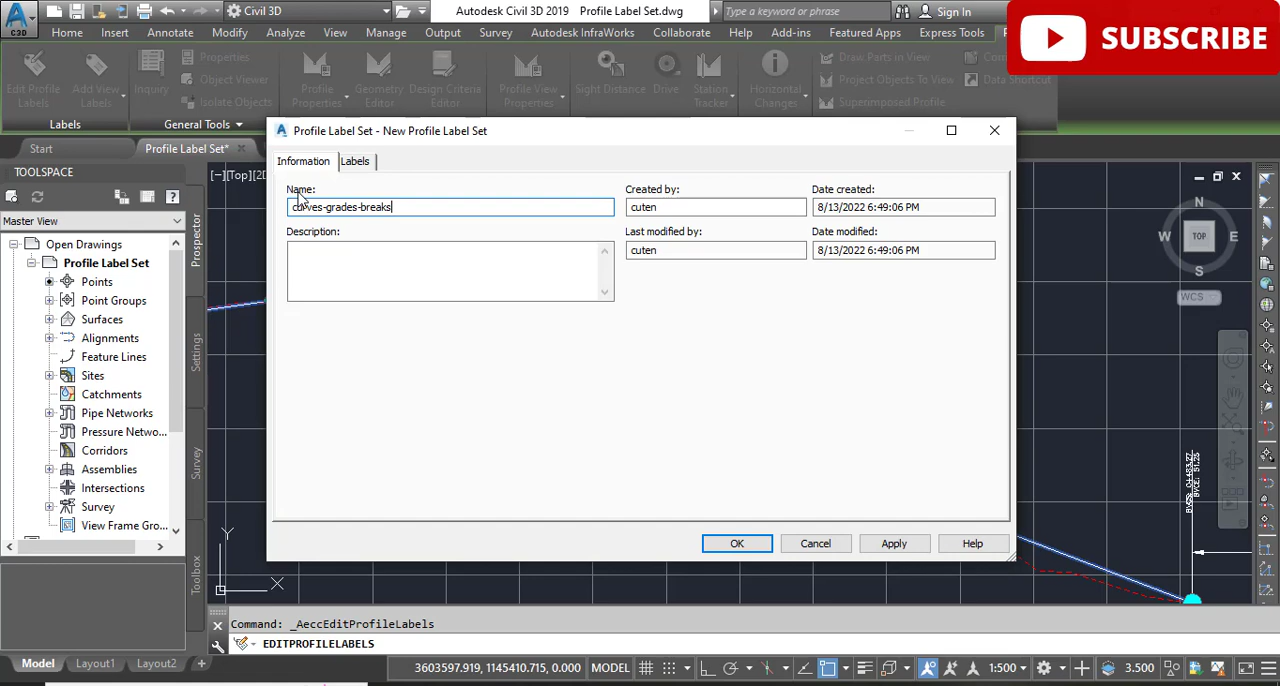 Civil 3D
Autodesk Civil 3D 2019 Profile Label Set.dwg
Type a keyword or phrase
Sign In
SUBSCRIBE
C3D
Home Insert Annotate Modify Analyze View Manage Output Survey Autodesk InfraWorks Collaborate Help Add-ins Featured Apps Express Tools
Edit Profile Labels
Add View Labels
Inquiry
Properties
Object Viewer
Isolate Objects
Profile Properties
Geometry Editor
Design Criteria Editor
Profile View Properties
Sight Distance
Drive
Station Tracker
Horizontal Changes
Draw Parts in View
Project Objects To View
Superimposed Profile
Data Shortcut
Labels
General Tools
Start
Profile Label Set*
TOOLSPACE
Master View
Open Drawings
Profile Label Set
Points
Point Groups
Surfaces
Alignments
Feature Lines
Sites
Catchments
Pipe Networks
Pressure Netwo...
Corridors
Assemblies
Intersections
Survey
View Frame Gro...
Prospector
Settings
Survey
Toolbox
[-][Top][2D
Profile Label Set - New Profile Label Set
Information Labels
Name:
curves-grades-breaks
Description:
Created by:
cuten
Date created:
8/13/2022 6:49:06 PM
Last modified by:
cuten
Date modified:
8/13/2022 6:49:06 PM
OK Cancel Apply Help
N
W TOP E
S
WCS
BVCE: 51.25
Y
X
Command: _AeccEditProfileLabels
EDITPROFILELABELS
Model Layout1 Layout2 +
3603597.919, 1145410.715, 0.000 MODEL
1:500
3.500